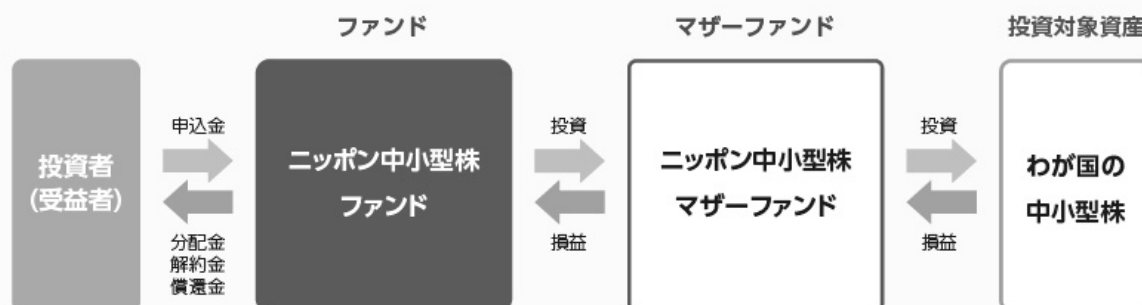 ファンド
マザーファンド
投資対象資産
投資者
(受益者)
申込金
分配金
解約金
償還金
ニッポン中小型株
ファンド
投資
損益
ニッポン中小型株
マザーファンド
投資
損益
わが国の
中小型株